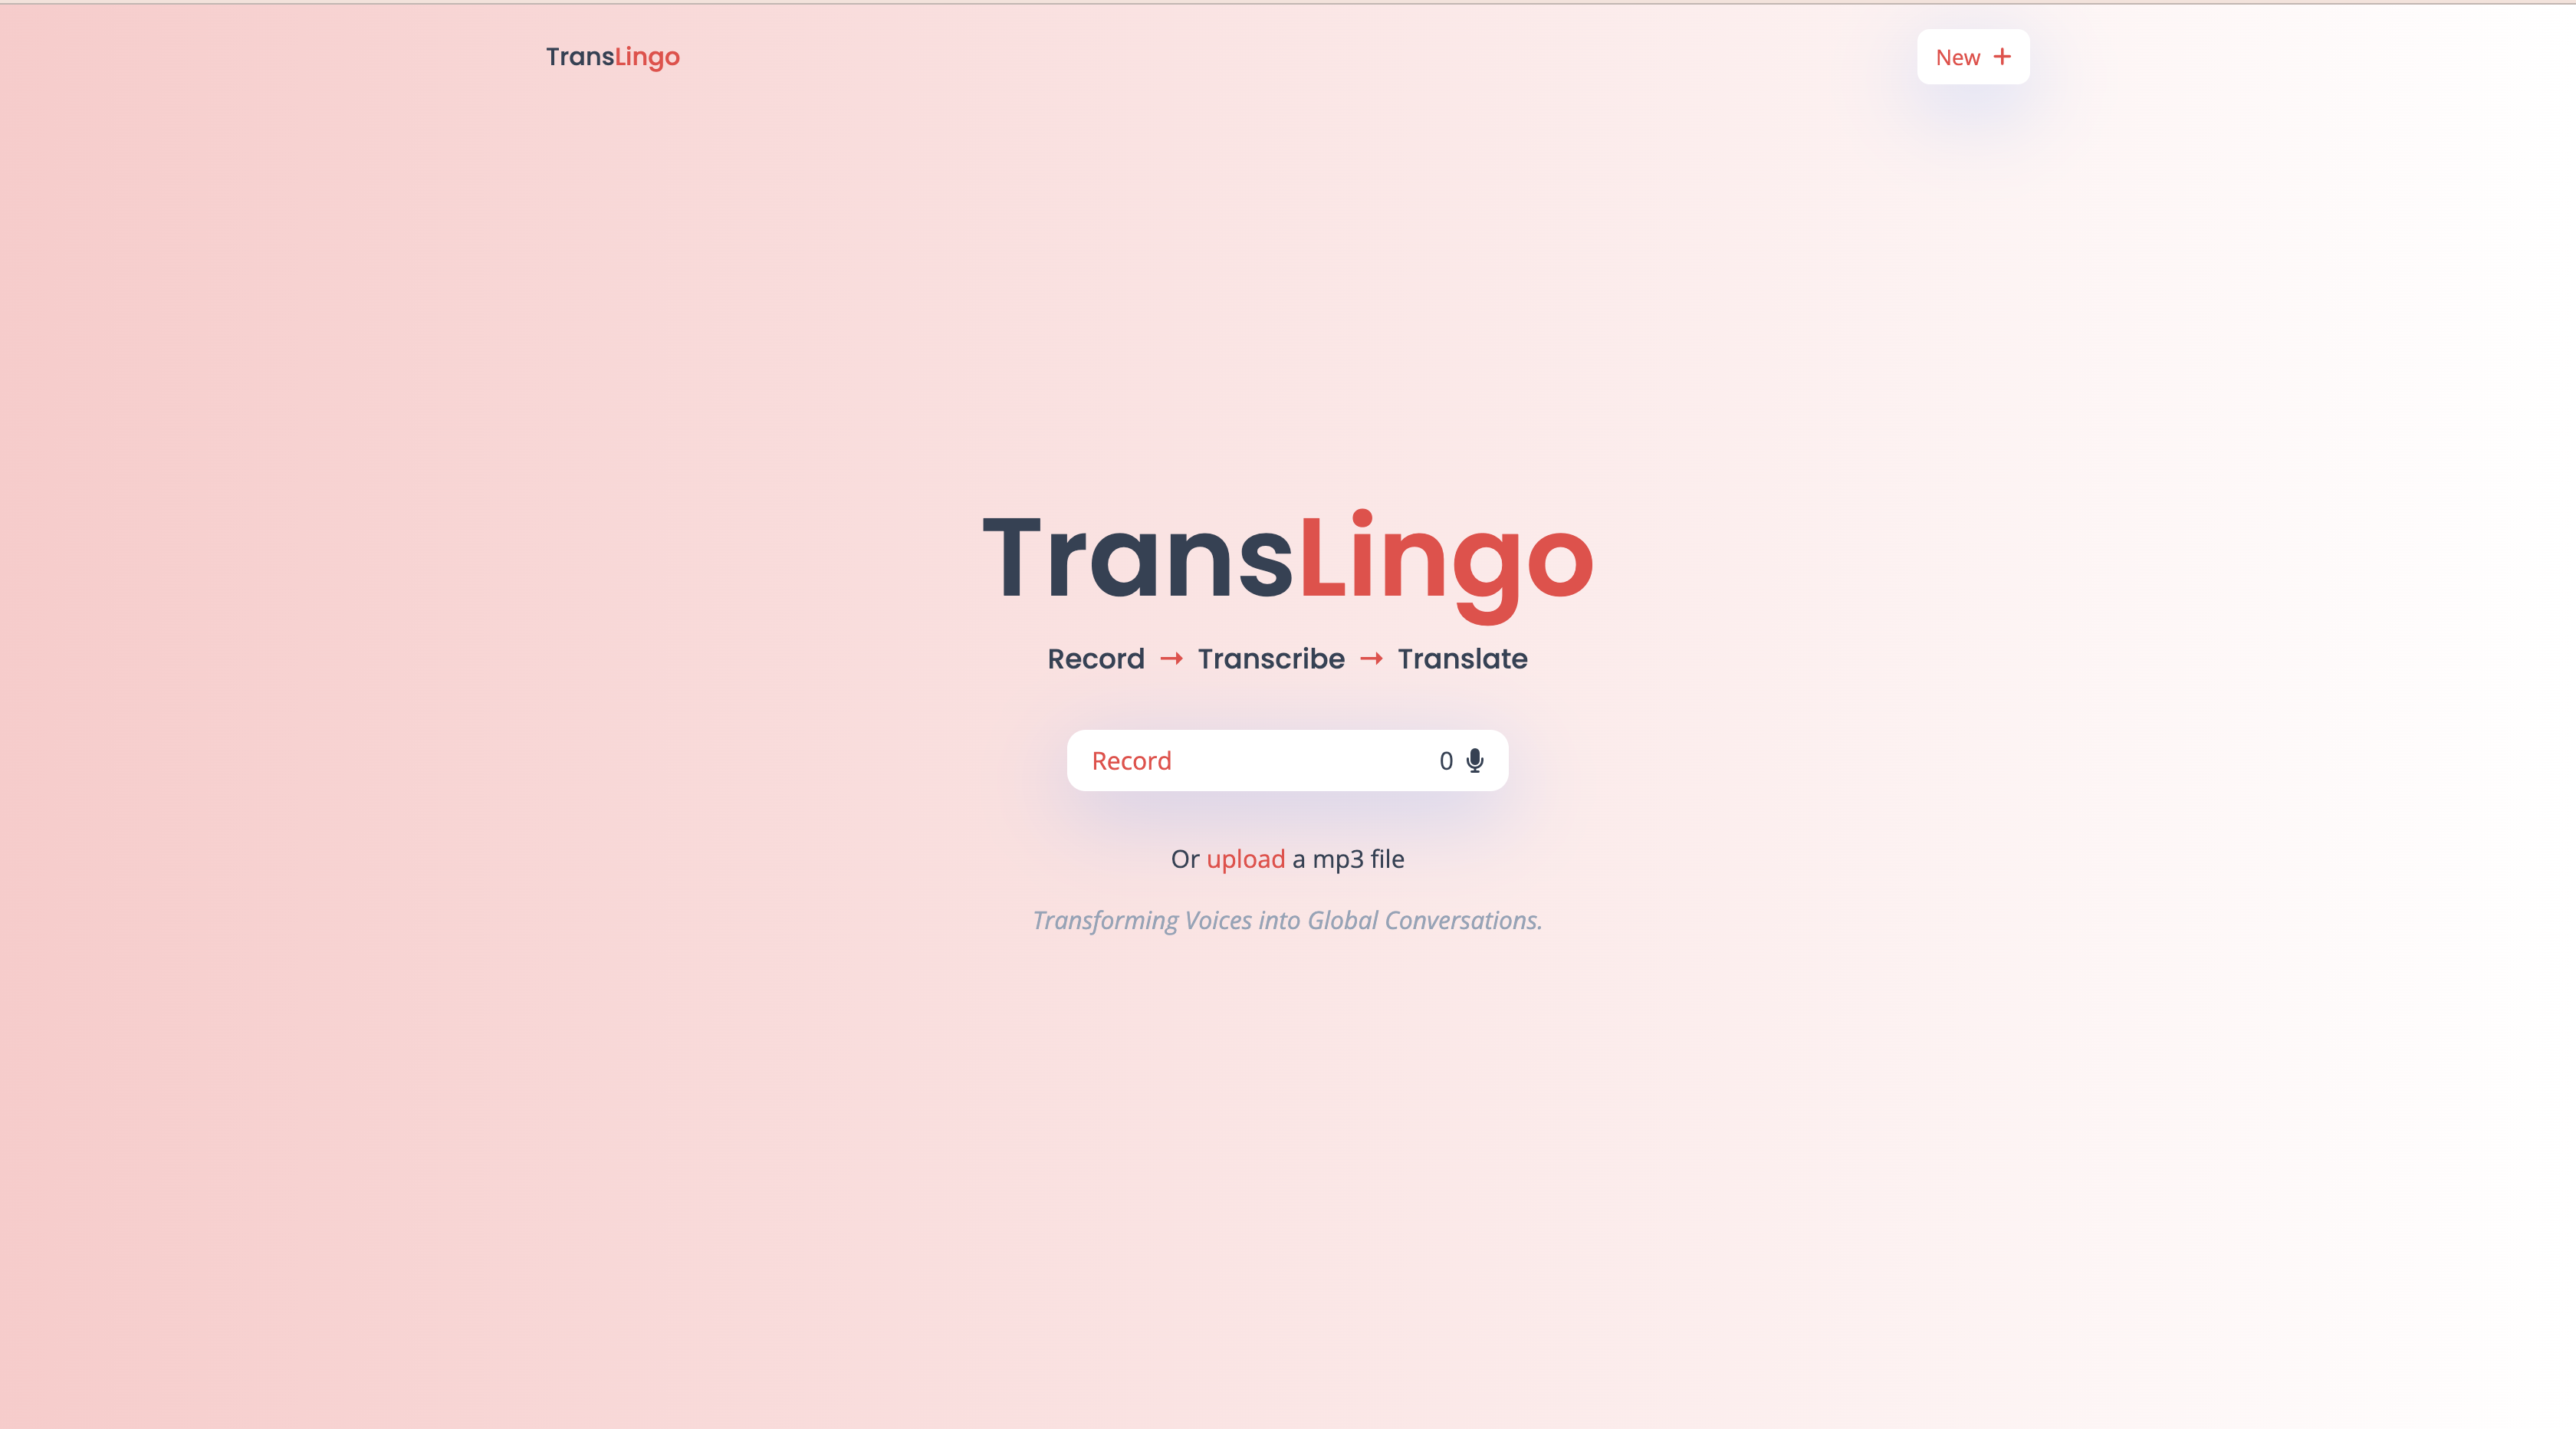 TransLingo
New +
TransLingo
Record → Transcribe → Translate
Record 0
Or upload a mp3 file
Transforming Voices into Global Conversations.